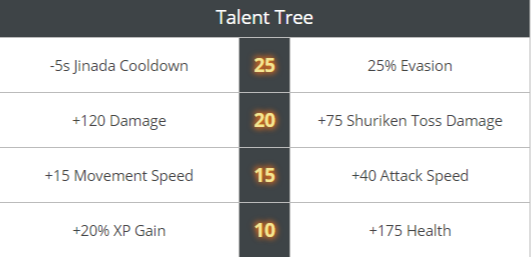 Talent Tree
-5s Jinada Cooldown 25 25% Evasion
+120 Damage 20 +75 Shuriken Toss Damage
+15 Movement Speed 15 +40 Attack Speed
+20% XP Gain 10 +175 Health